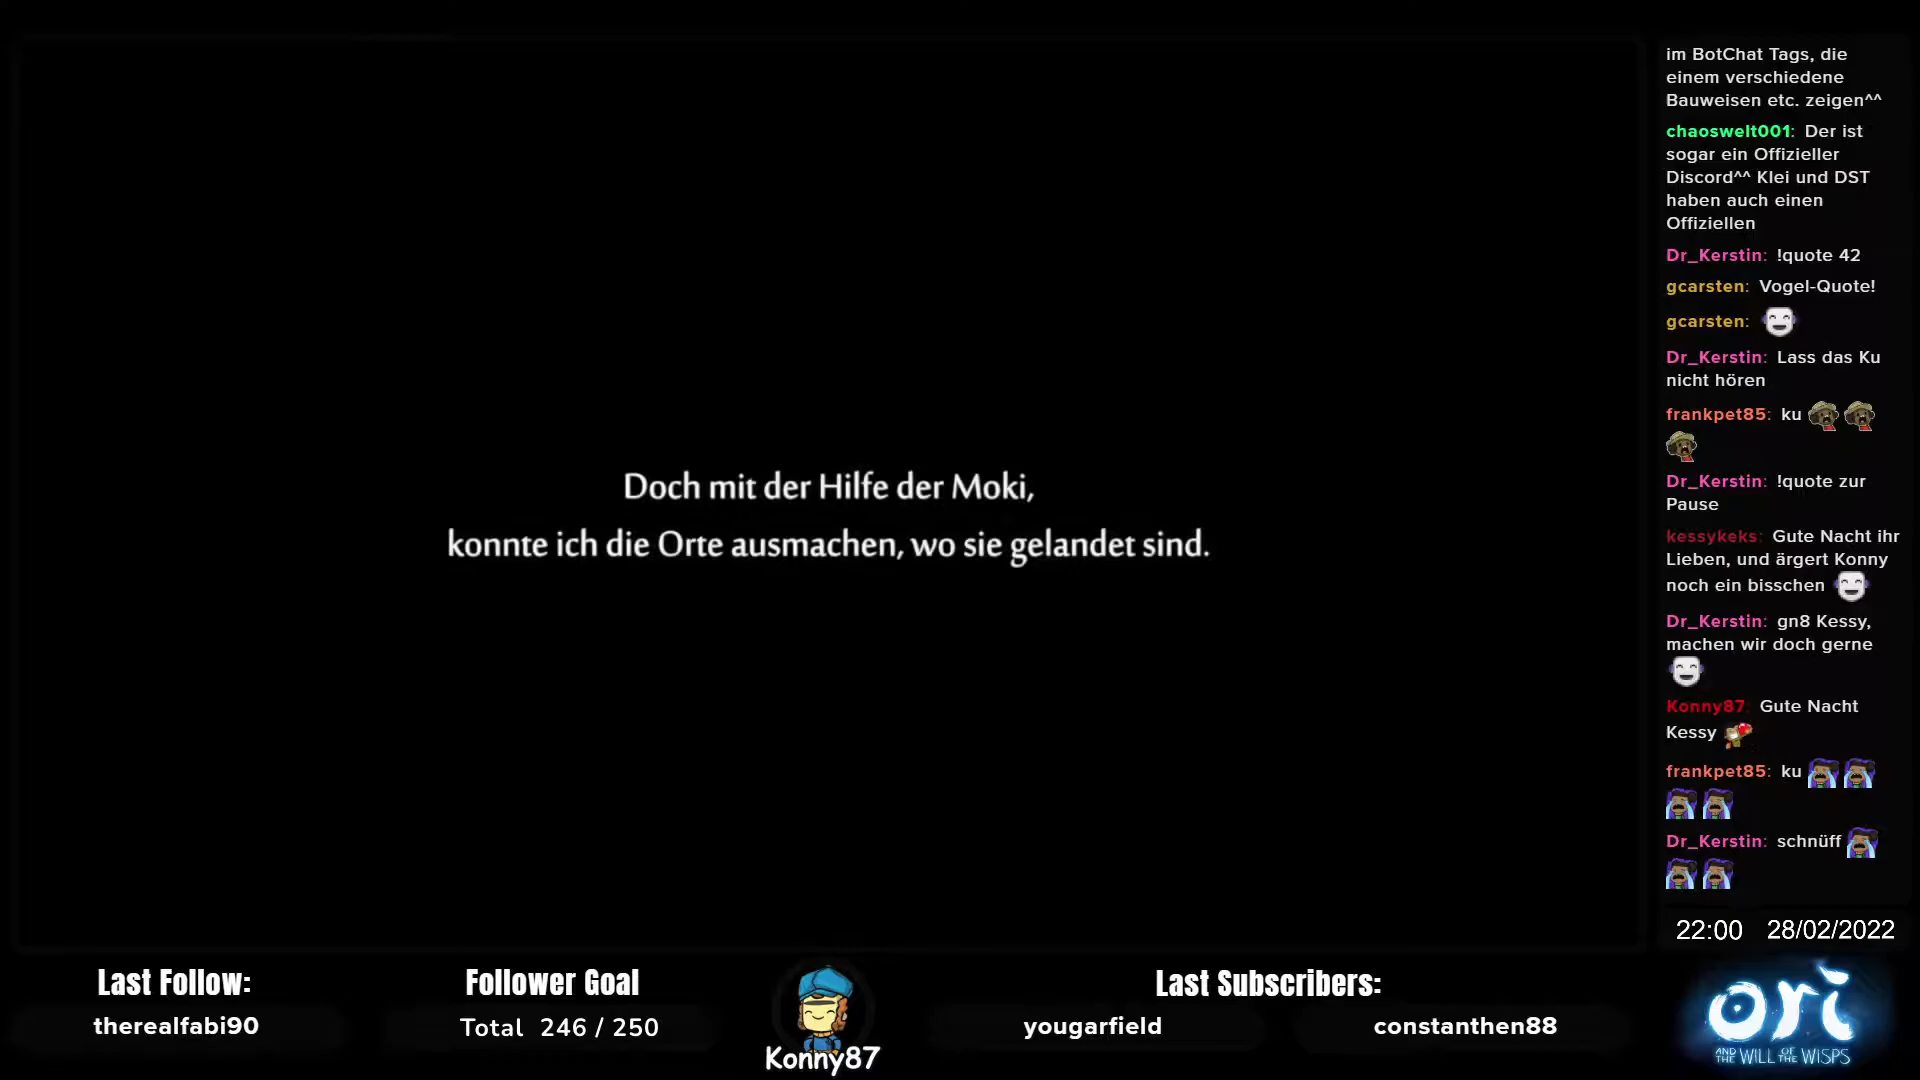 Doch mit der Hilfe der Moki,
konnte ich die Orte ausmachen, wo sie gelandet sind.
im BotChat Tags, die
einem verschiedene
Bauweisen etc. zeigen^^
chaoswelt001: Der ist
sogar ein Offizieller
Discord^^ Klei und DST
haben auch einen
Offiziellen
Dr_Kerstin: !quote 42
gcarsten: Vogel-Quote!
gcarsten:
Dr_Kerstin: Lass das Ku
nicht hören
frankpet85: ku
Dr_Kerstin: !quote zur
Pause
kessykeks: Gute Nacht ihr
Lieben, und ärgert Konny
noch ein bisschen
Dr_Kerstin: gn8 Kessy,
machen wir doch gerne
Konny87: Gute Nacht
Kessy
frankpet85: ku
Dr_Kerstin: schnüff
22:00 28/02/2022
Last Follow:
therealfabi90
Follower Goal
Total 246 / 250
Konny87
Last Subscribers:
yougarfield constanthen88
ori
AND THE WILL OF THE WISPS